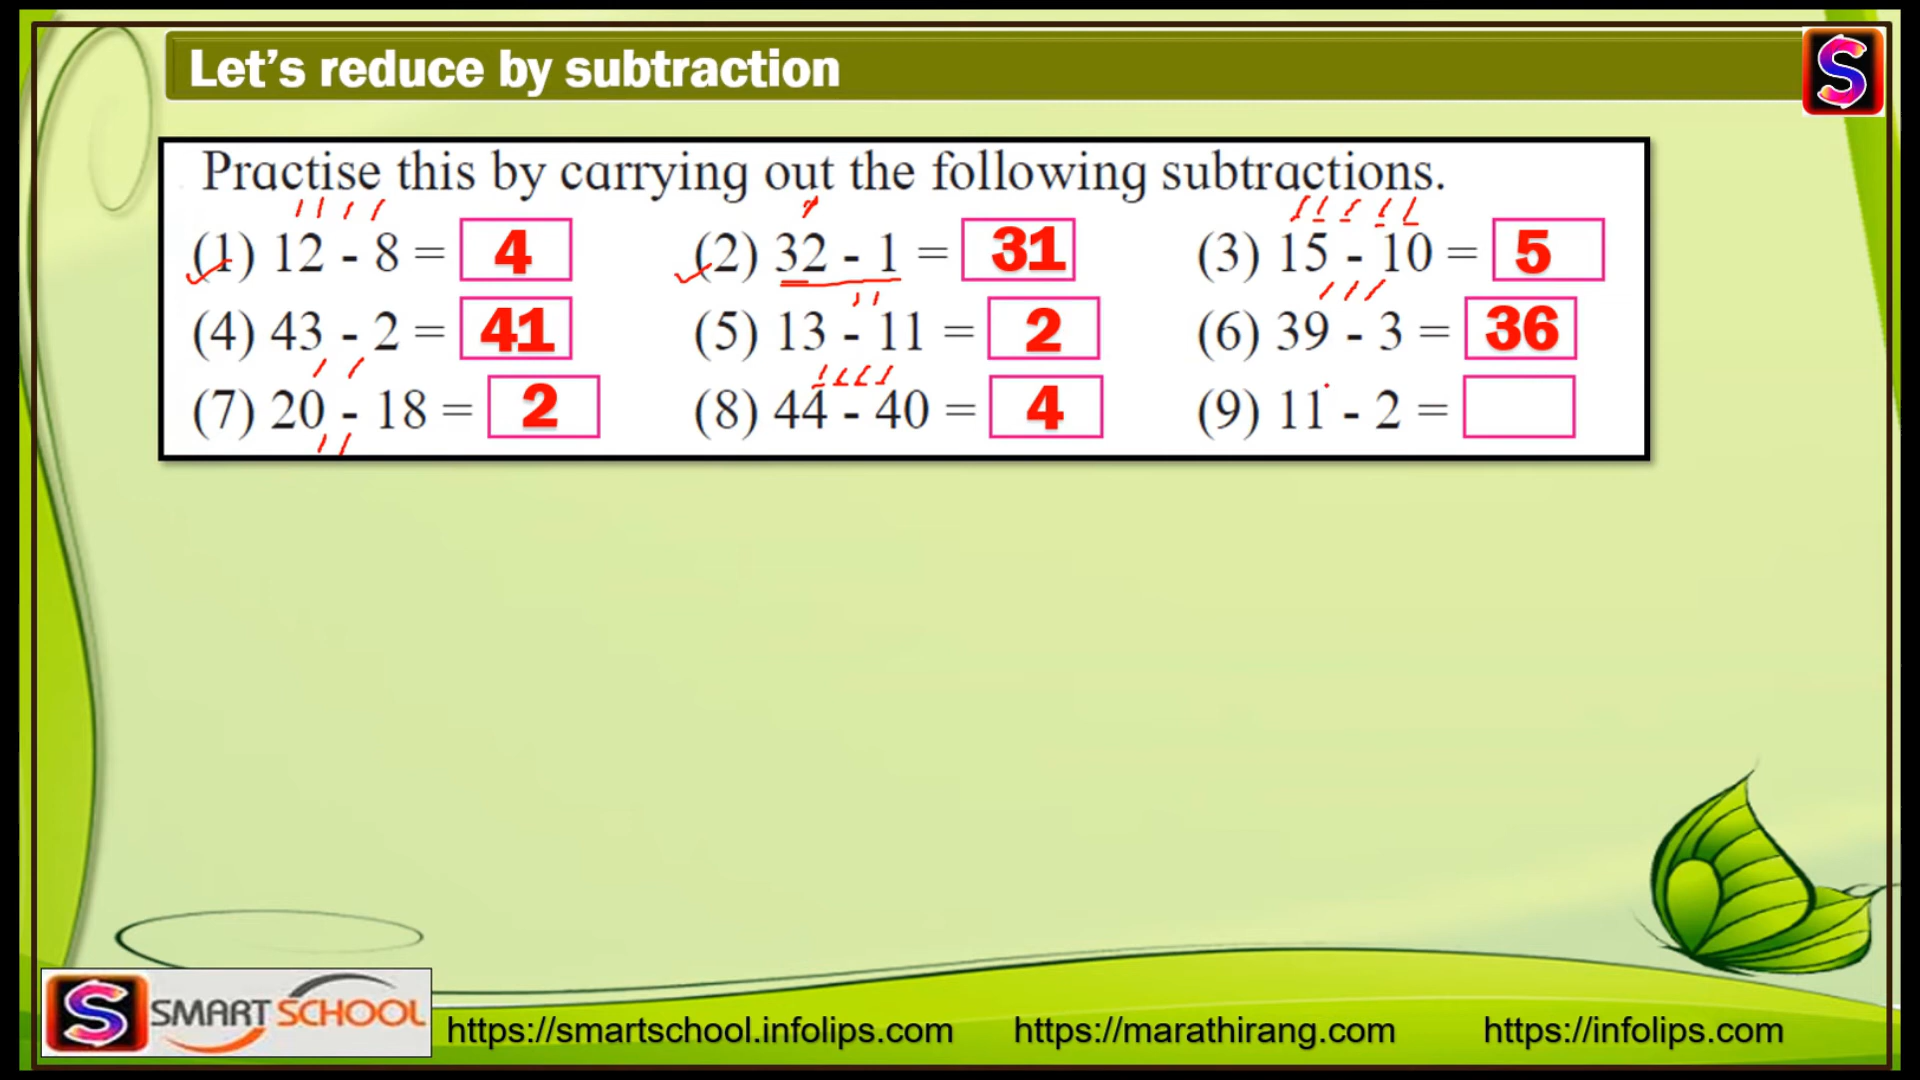 Let's reduce by subtraction
S
Practise this by carrying out the following subtractions.
(1) 12 - 8 = 4 (2) 32 - 1 = 31 (3) 15 - 10 = 5
(4) 43 - 2 = 41 (5) 13 - 11 = 2 (6) 39 - 3 = 36
(7) 20 - 18 = 2 (8) 44 - 40 = 4 (9) 11 - 2 =
S SMART SCHOOL https://smartschool.infolips.com https://marathirang.com https://infolips.com